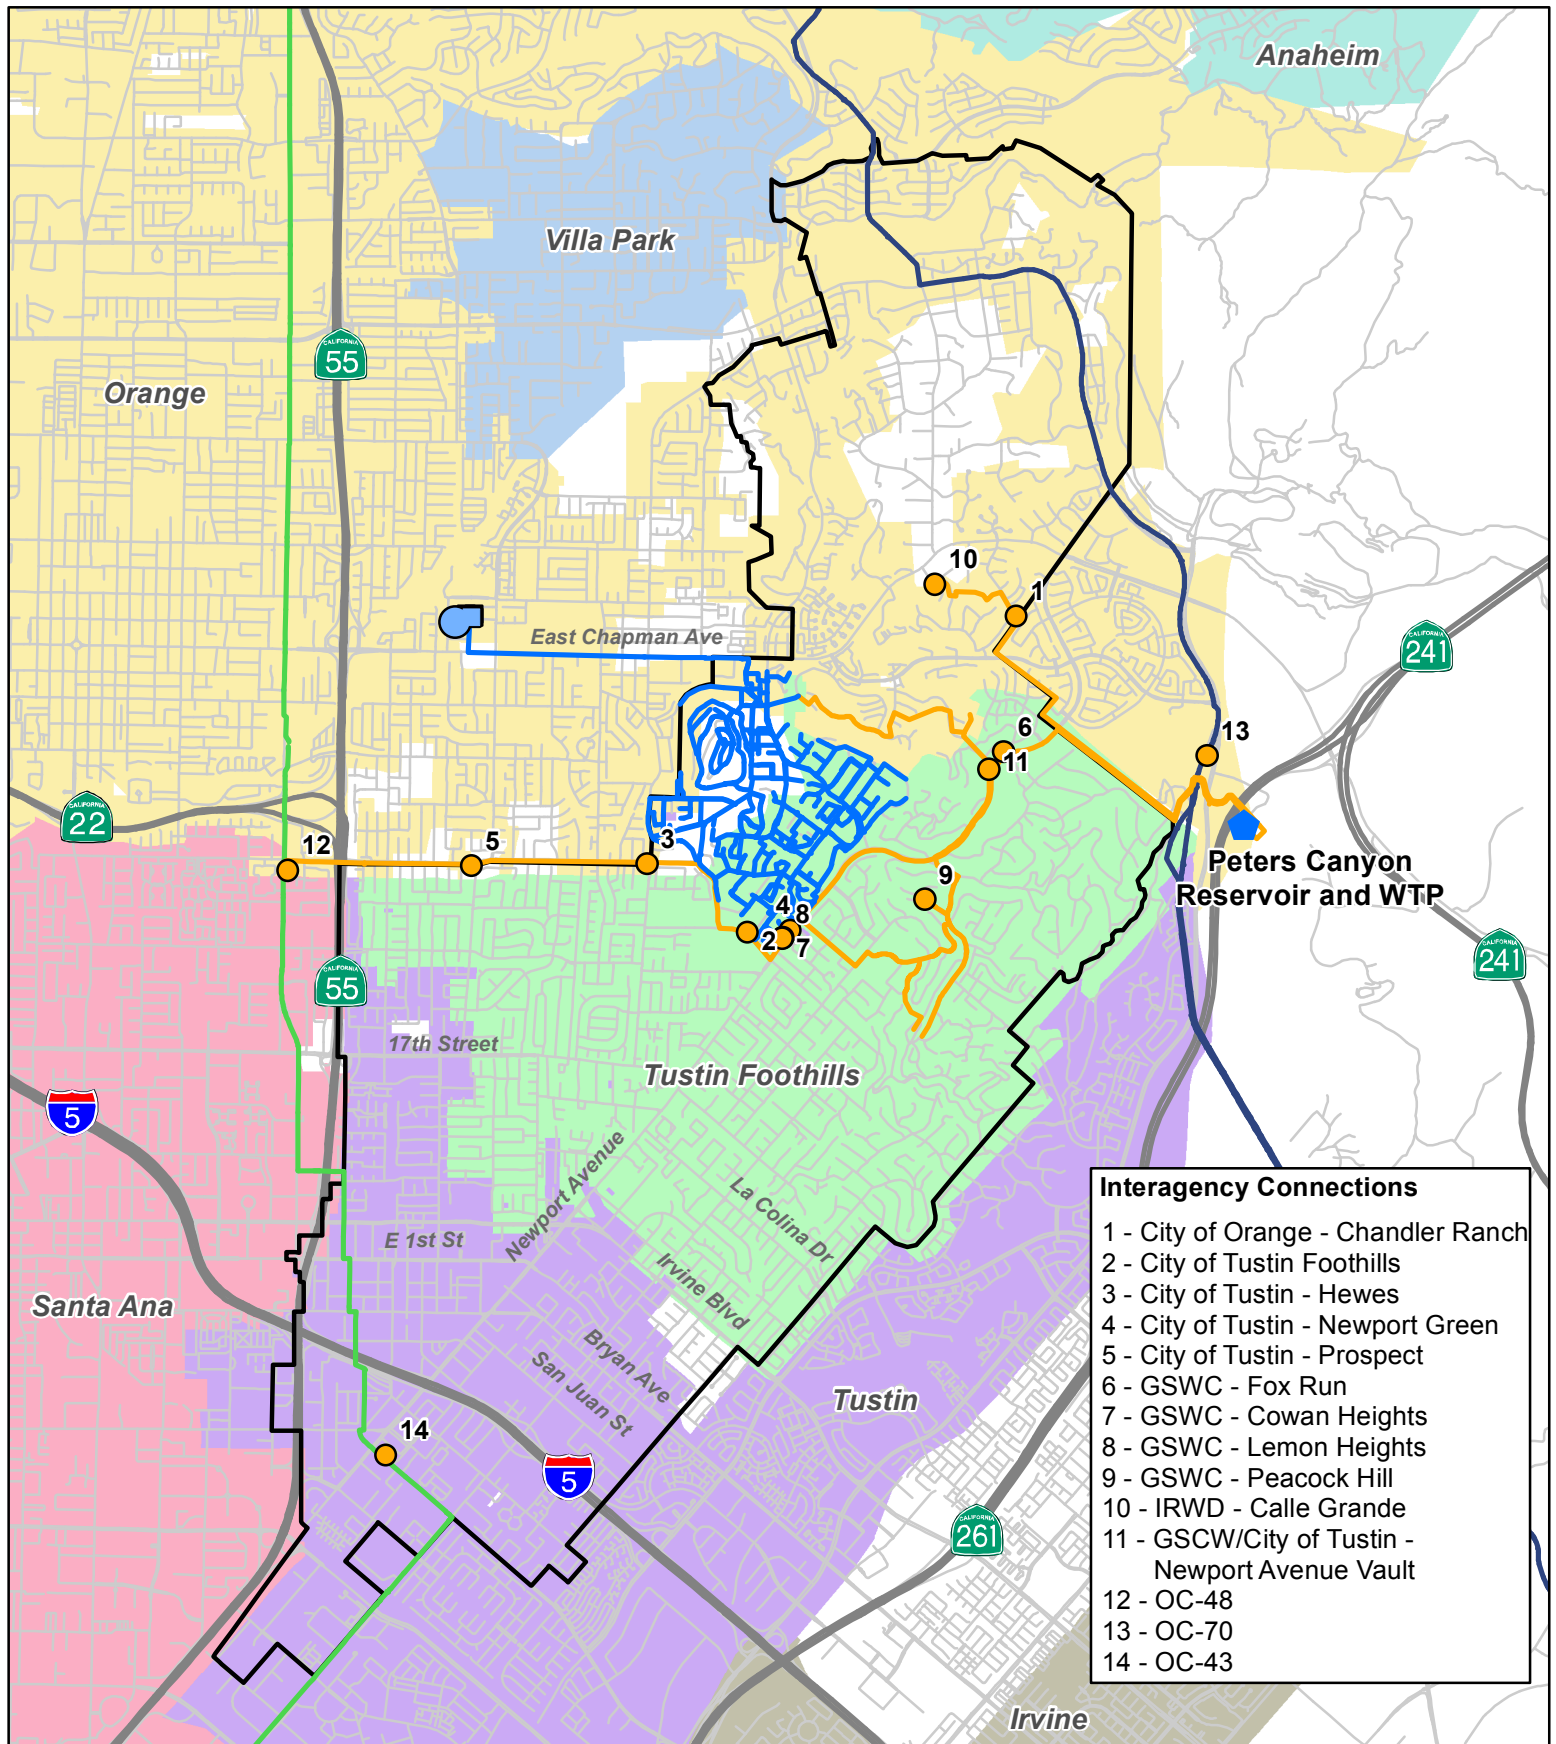 Anaheim
Villa Park
CALIFORNIA
55
Orange
10
1
East Chapman Ave
CALIFORNIA
241
6
13
11
CALIFORNIA
22
12
5
3
Peters Canyon
Reservoir and WTP
9
4
8
2
7
CALIFORNIA
241
CALIFORNIA
55
17th Street
Tustin Foothills
5
Newport Avenue
La Colina Dr
E 1st St
Irvine Blvd
Santa Ana
Bryan Ave
San Juan St
Tustin
14
5
CALIFORNIA
261
Irvine
Interagency Connections
1 - City of Orange - Chandler Ranch
2 - City of Tustin Foothills
3 - City of Tustin - Hewes
4 - City of Tustin - Newport Green
5 - City of Tustin - Prospect
6 - GSWC - Fox Run
7 - GSWC - Cowan Heights
8 - GSWC - Lemon Heights
9 - GSWC - Peacock Hill
10 - IRWD - Calle Grande
11 - GSCW/City of Tustin -
Newport Avenue Vault
12 - OC-48
13 - OC-70
14 - OC-43